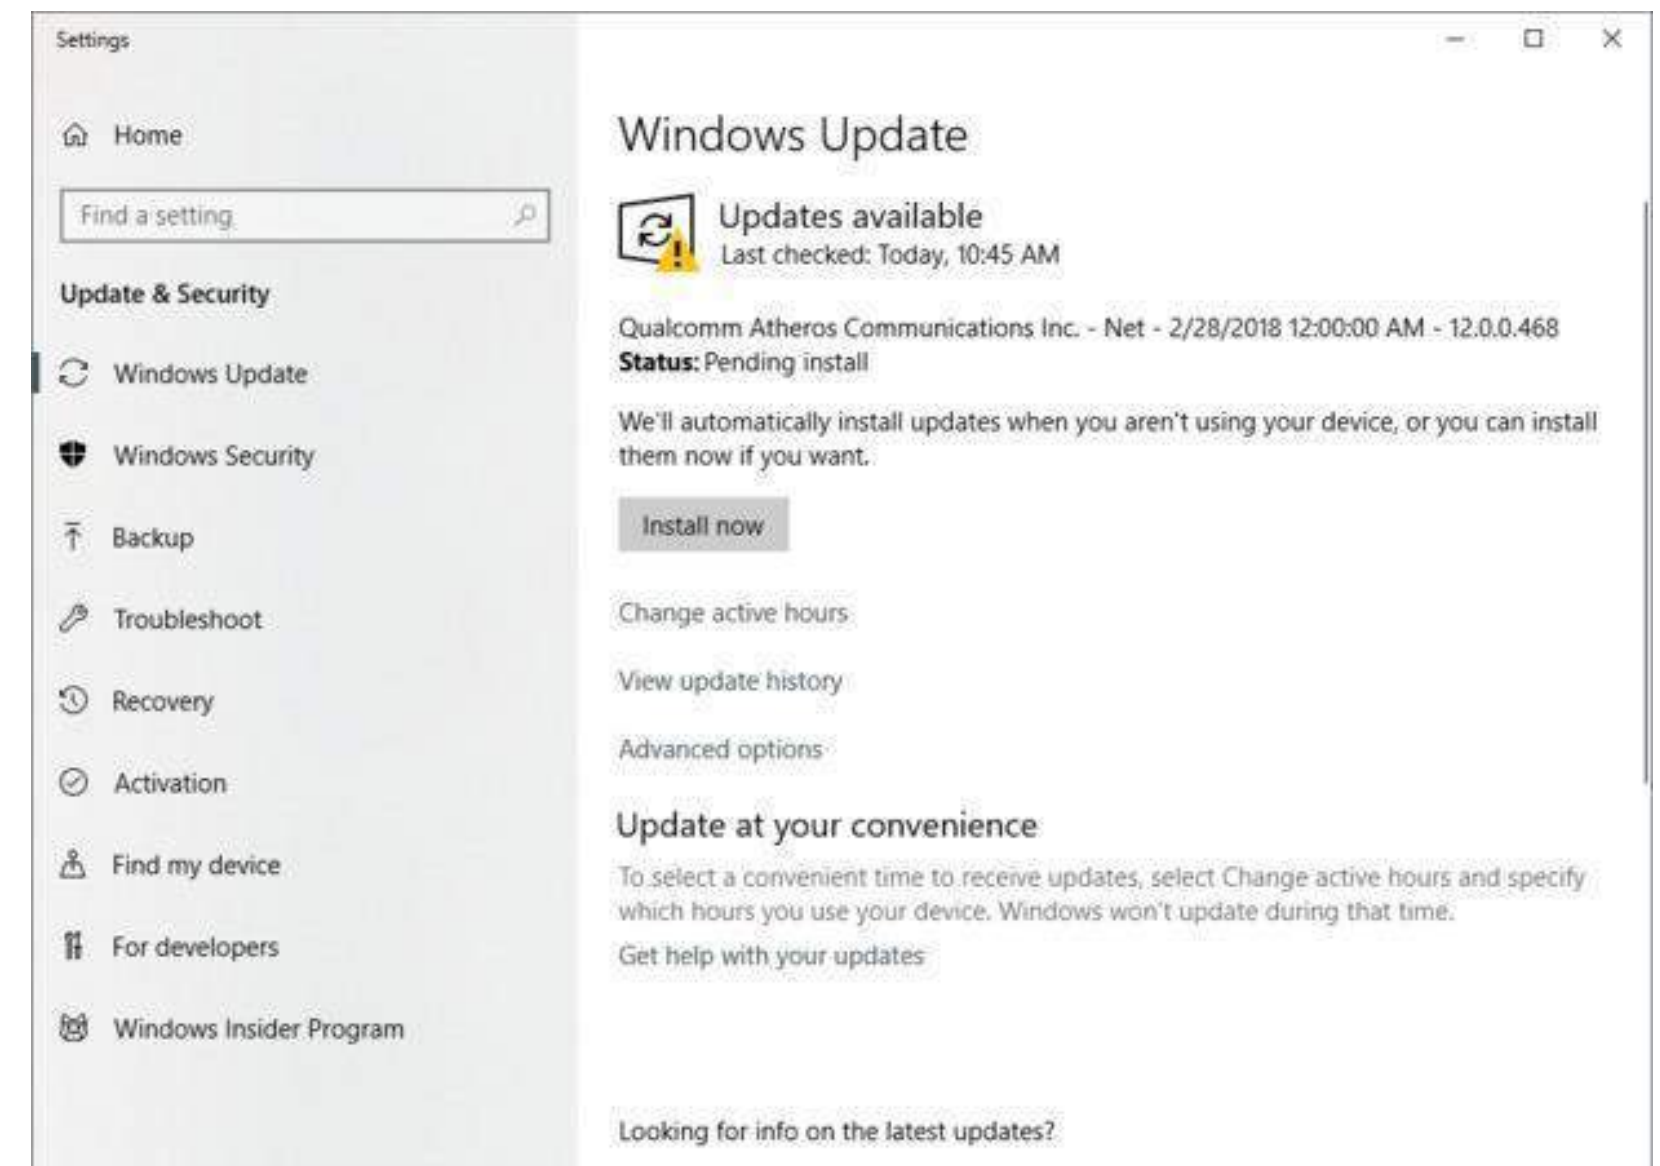 Settings
Home
Find a setting
Update & Security
Windows Update
Windows Security
Backup
Troubleshoot
Recovery
Activation
Find my device
For developers
Windows Insider Program
Windows Update
Updates available
Last checked: Today, 10:45 AM
Qualcomm Atheros Communications Inc. - Net - 2/28/2018 12:00:00 AM - 12.0.0.468
Status: Pending install
We'll automatically install updates when you aren't using your device, or you can install
them now if you want.
Install now
Change active hours
View update history
Advanced options
Update at your convenience
To select a convenient time to receive updates, select Change active hours and specify
which hours you use your device. Windows won't update during that time.
Get help with your updates
Looking for info on the latest updates?